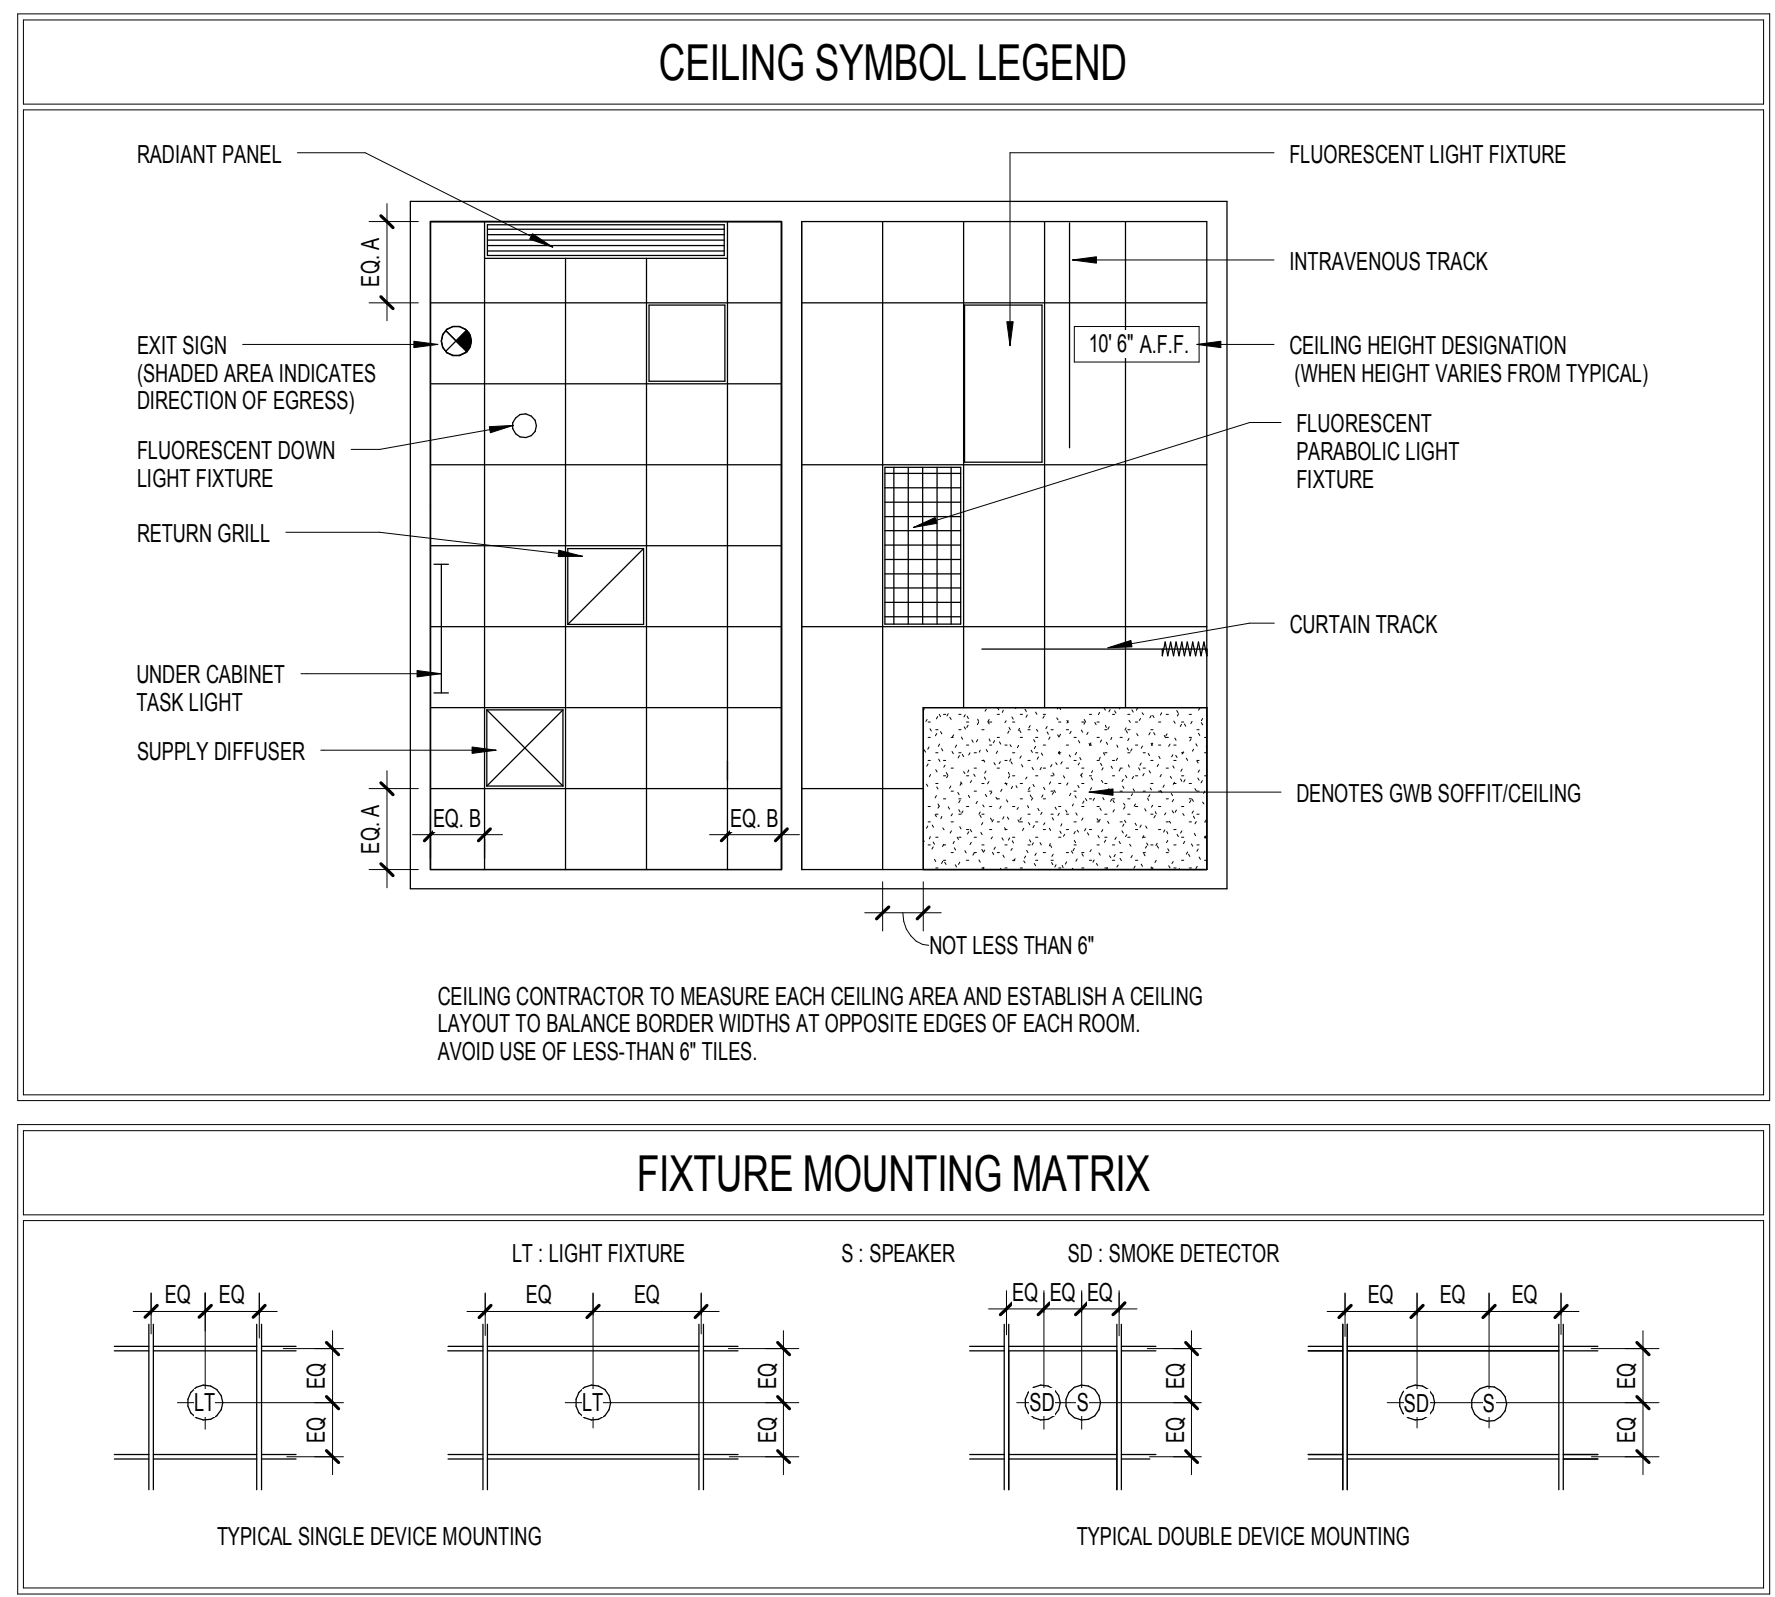 CEILING SYMBOL LEGEND
RADIANT PANEL
FLUORESCENT LIGHT FIXTURE
EQ. A
INTRAVENOUS TRACK
EXIT SIGN
(SHADED AREA INDICATES
DIRECTION OF EGRESS)
10' 6" A.F.F.
CEILING HEIGHT DESIGNATION
(WHEN HEIGHT VARIES FROM TYPICAL)
FLUORESCENT DOWN
LIGHT FIXTURE
FLUORESCENT
PARABOLIC LIGHT
FIXTURE
RETURN GRILL
CURTAIN TRACK
UNDER CABINET
TASK LIGHT
SUPPLY DIFFUSER
DENOTES GWB SOFFIT/CEILING
EQ. A
EQ. B
EQ. B
NOT LESS THAN 6"
CEILING CONTRACTOR TO MEASURE EACH CEILING AREA AND ESTABLISH A CEILING
LAYOUT TO BALANCE BORDER WIDTHS AT OPPOSITE EDGES OF EACH ROOM.
AVOID USE OF LESS-THAN 6" TILES.
FIXTURE MOUNTING MATRIX
LT : LIGHT FIXTURE
S : SPEAKER
SD : SMOKE DETECTOR
EQ EQ
EQ EQ
EQ EQ EQ
EQ EQ EQ
EQ
EQ
EQ
EQ
LT
LT
SD S
SD S
EQ
EQ
EQ
EQ
TYPICAL SINGLE DEVICE MOUNTING
TYPICAL DOUBLE DEVICE MOUNTING